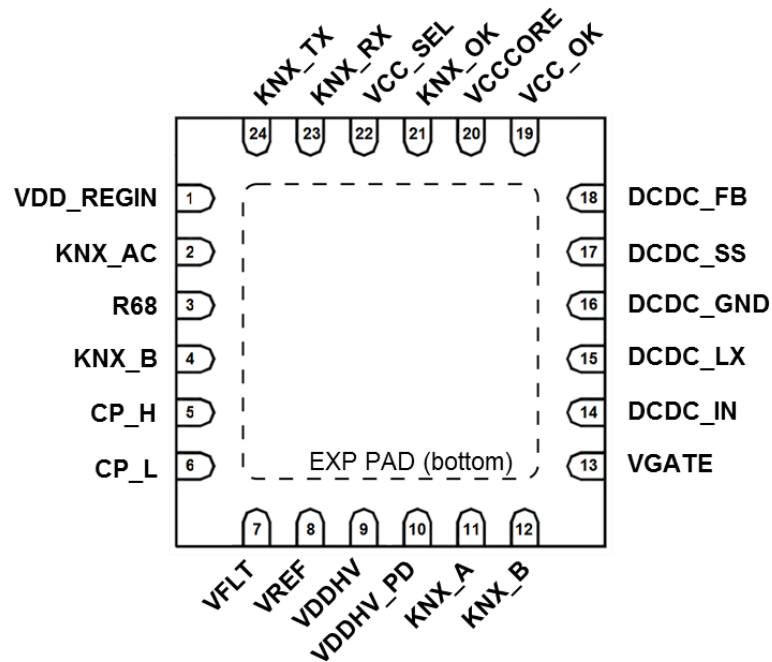 KNX_TX
KNX_RX
VCC_SEL
KNX_OK
VCCCORE
VCC_OK
24 23 22 21 20 19
VDD_REGIN 1
KNX_AC 2
R68 3
KNX_B 4
CP_H 5
CP_L 6
18 DCDC_FB
17 DCDC_SS
16 DCDC_GND
15 DCDC_LX
14 DCDC_IN
13 VGATE
EXP PAD (bottom)
7 8 9 10 11 12
VFLT
VREF
VDDHV
VDDHV_PD
KNX_A
KNX_B